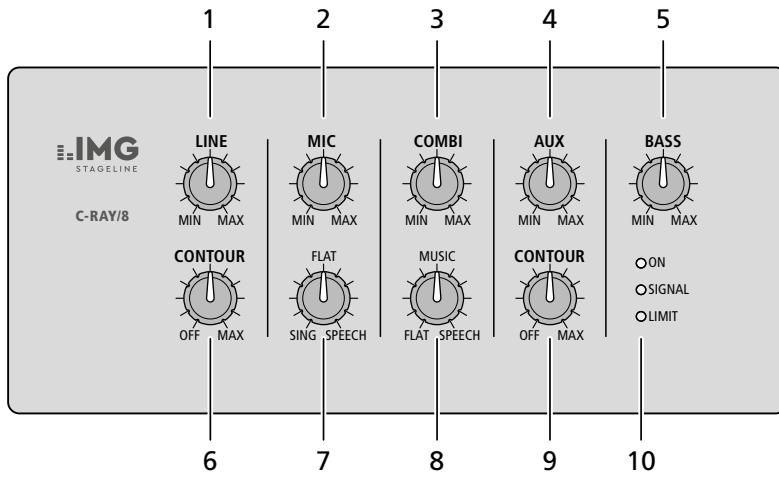 1 2 3 4 5
IMG
STAGELINE
C-RAY/8
LINE MIC COMBI AUX BASS
MIN MAX MIN MAX MIN MAX MIN MAX MIN MAX
CONTOUR FLAT MUSIC CONTOUR
OFF MAX SING SPEECH FLAT SPEECH OFF MAX
ON
SIGNAL
LIMIT
6 7 8 9 10